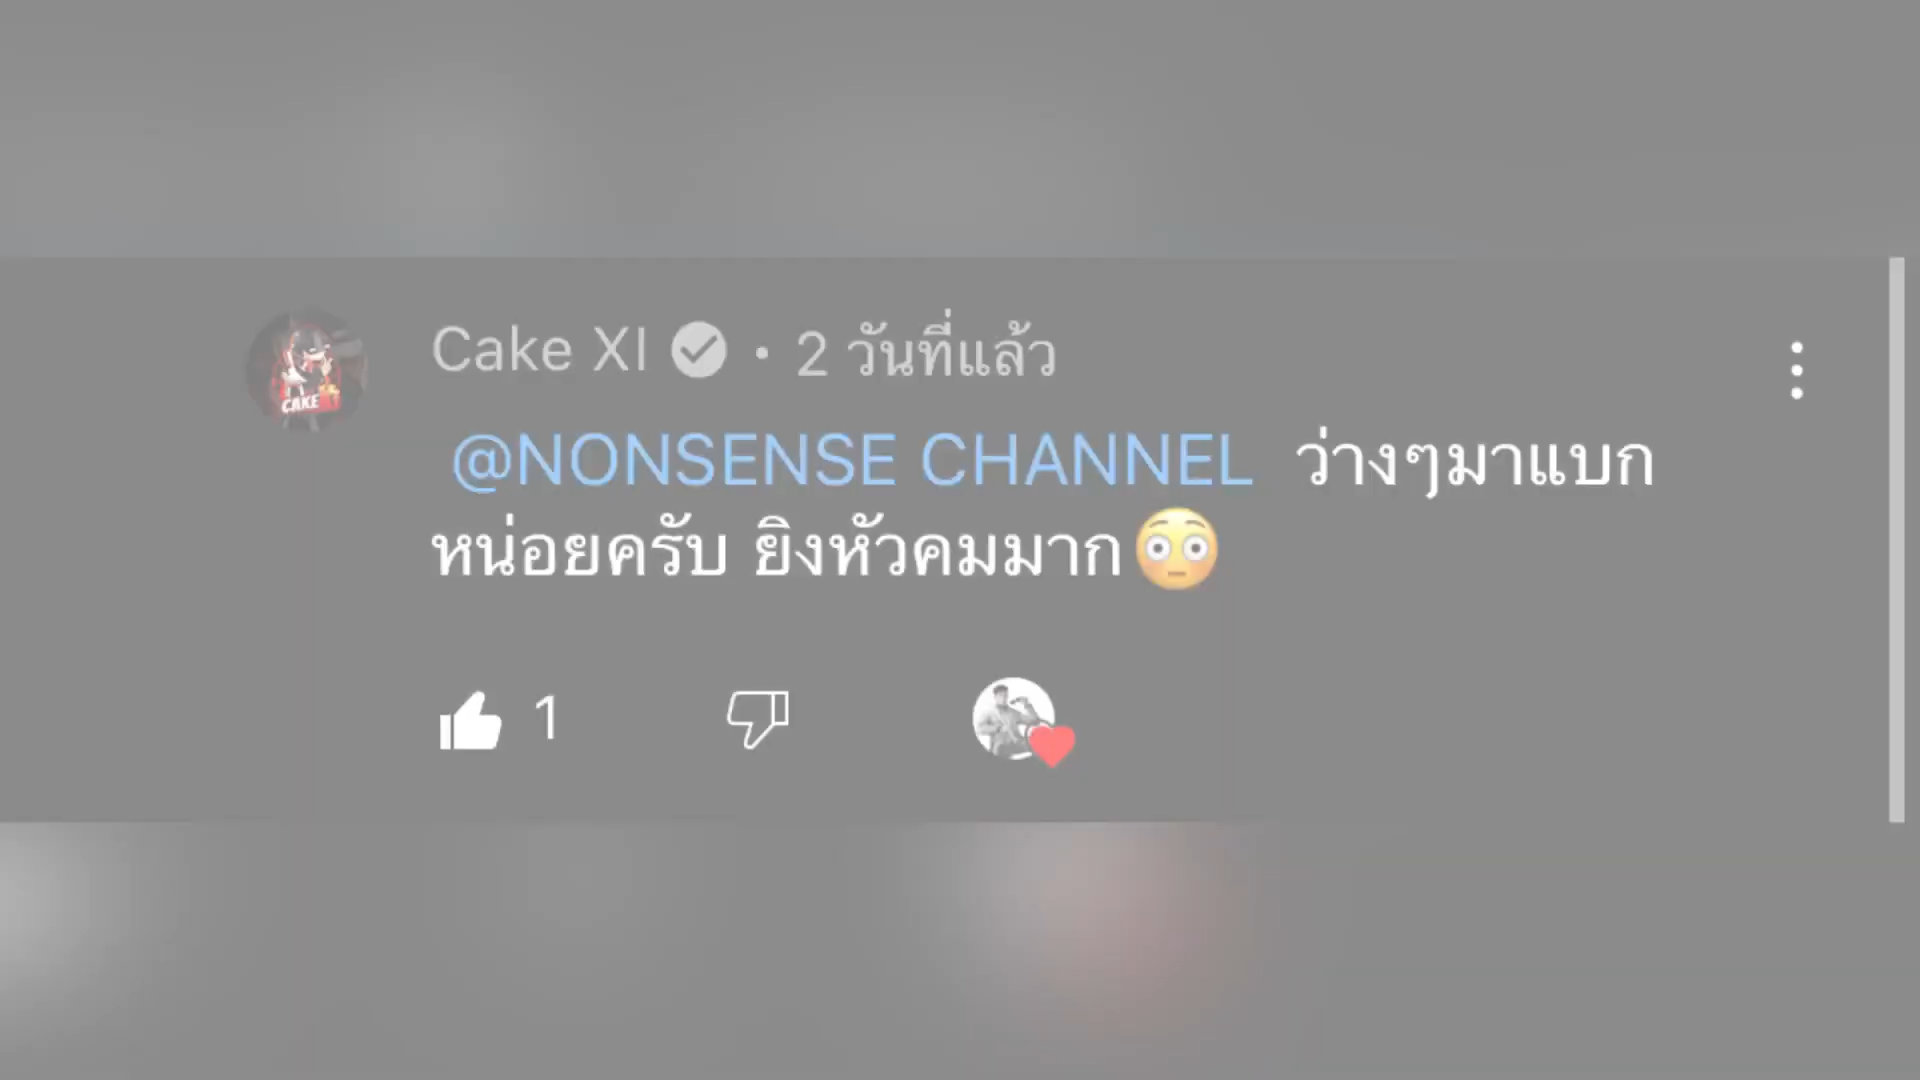 Cake XI • 2 วันที่แล้ว
@NONSENSE CHANNEL ว่างๆมาแบก
หน่อยครับ ยิงหัวคมมาก😳
1
CAKE